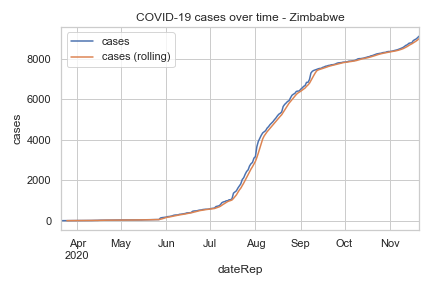 COVID-19 cases over time - Zimbabwe
cases
cases (rolling)
8000
6000
4000
2000
0
cases
Apr May Jun Jul Aug Sep Oct Nov
2020
dateRep